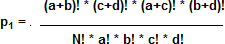 p1 = . (a+b)! * (c+d)! * (a+c)! * (b+d)!
N! * a! * b! * c! * d!